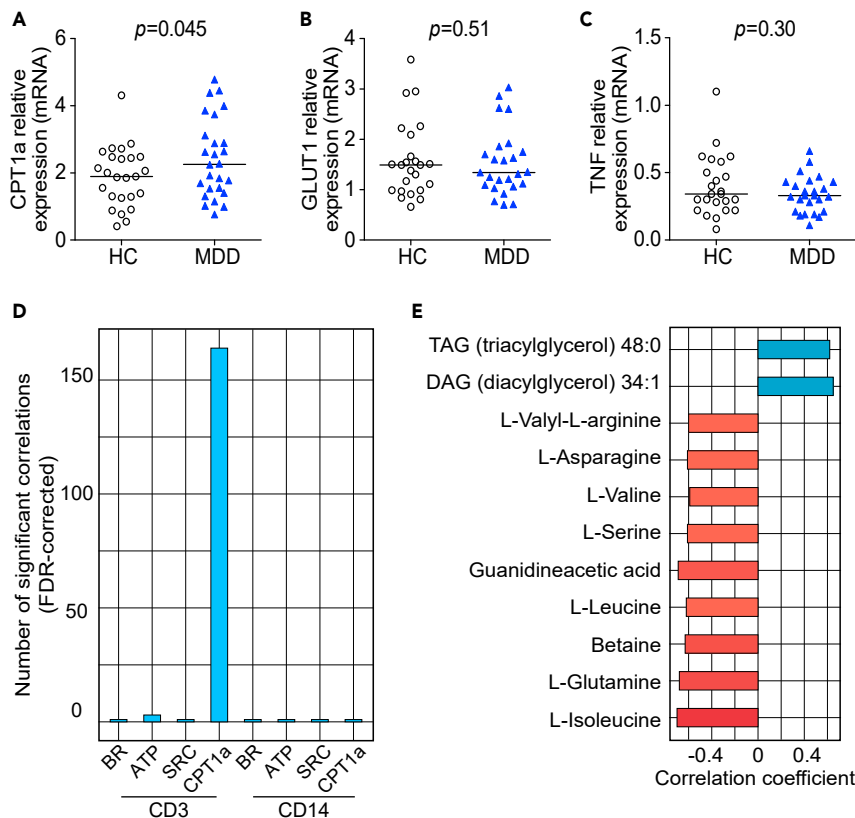 A
p=0.045
CPT1a relative
expression (mRNA)
6
4
2
0
HC
MDD
B
p=0.51
GLUT1 relative
expression (mRNA)
4
3
2
1
0
HC
MDD
C
p=0.30
TNF relative
expression (mRNA)
1.5
1.0
0.5
0.0
HC
MDD
D
Number of significant correlations
(FDR-corrected)
150
100
50
0
BR
ATP
SRC
CPT1a
BR
ATP
SRC
CPT1a
CD3
CD14
E
TAG (triacylglycerol) 48:0
DAG (diacylglycerol) 34:1
L-Valyl-L-arginine
L-Asparagine
L-Valine
L-Serine
Guanidineacetic acid
L-Leucine
Betaine
L-Glutamine
L-Isoleucine
-0.4
0
0.4
Correlation coefficient